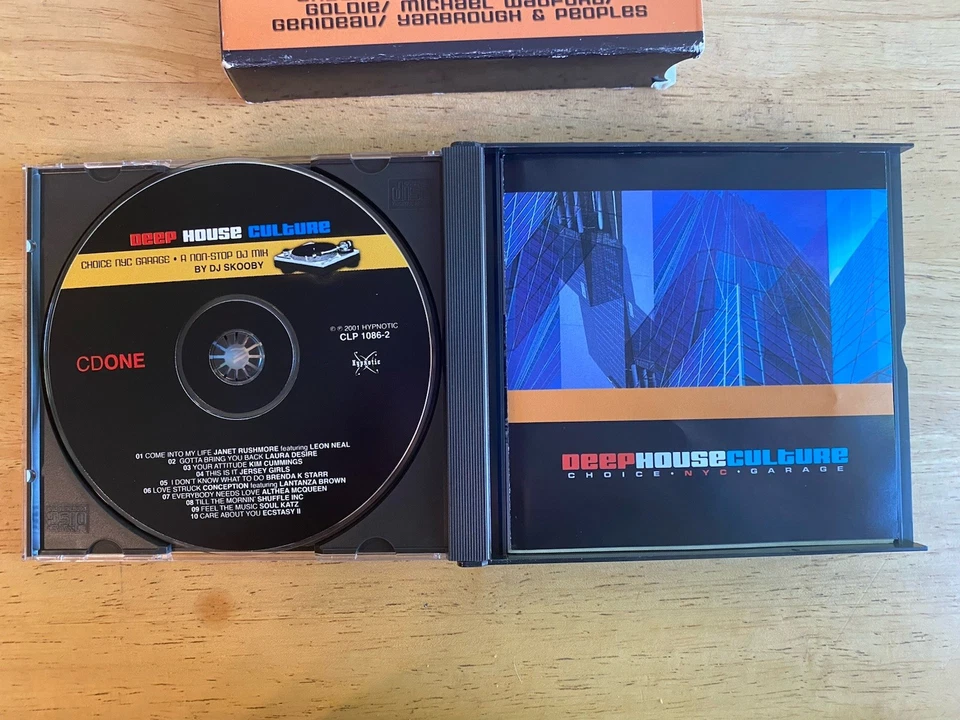 GOLDIE/ MICHAEL WATFORD/
GERIDEAU/ YARBROUGH & PEOPLES
DEEP HOUSE CULTURE
CHOICE NYC GARAGE • A NON-STOP DJ MIX
BY DJ SKOOBY
© ℗ 2001 HYPNOTIC
CLP 1086-2
Hypnotic
CDONE
01 COME INTO MY LIFE JANET RUSHMORE featuring LEON NEAL
02 GOTTA BRING YOU BACK LAURA DESIRE
03 YOUR ATTITUDE KIM CUMMINGS
04 THIS IS IT JERSEY GIRLS
05 I DON'T KNOW WHAT TO DO BRENDA K STARR
06 LOVE STRUCK CONCEPTION featuring LANTANZA BROWN
07 EVERYBODY NEEDS LOVE ALTHEA MCQUEEN
08 TILL THE MORNIN' SHUFFLE INC
09 FEEL THE MUSIC SOUL KATZ
10 CARE ABOUT YOU ECSTASY II
DEEPHOUSECULTURE
CHOICE • NYC • GARAGE